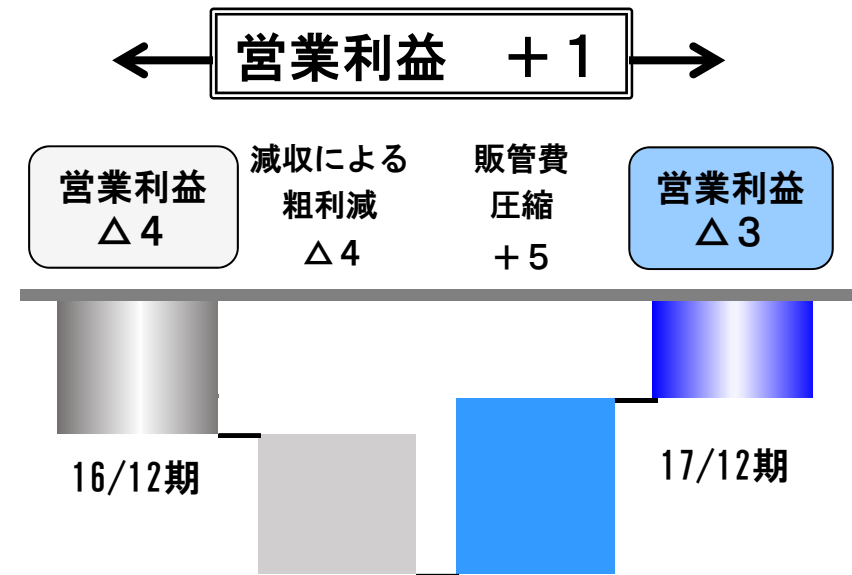 営業利益　＋１
営業利益
△４
減収による
粗利減
△４
販管費
圧縮
＋５
営業利益
△３
16/12期
17/12期